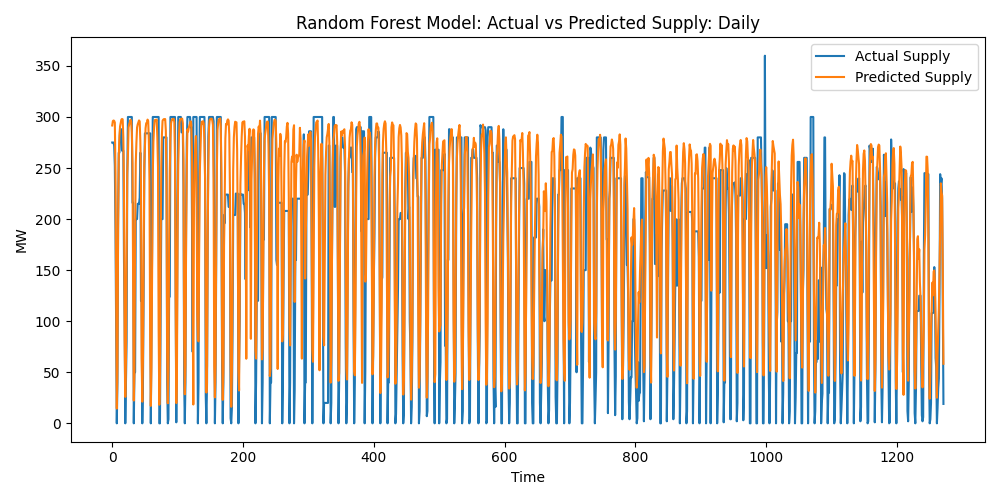 Random Forest Model: Actual vs Predicted Supply: Daily
Actual Supply
Predicted Supply
MW
350
300
250
200
150
100
50
0
0 200 400 600 800 1000 1200
Time